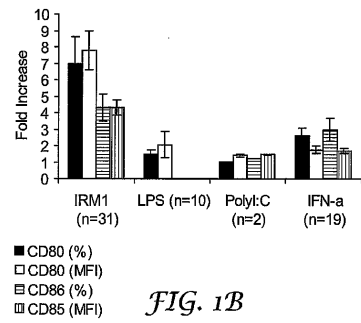 Fold Increase
10
9
8
7
6
5
4
3
2
1
0
IRM1 LPS (n=10) PolyI:C IFN-a
(n=31) (n=2) (n=19)
CD80 (%)
CD80 (MFI)
CD86 (%)
CD85 (MFI)
FIG. 1B